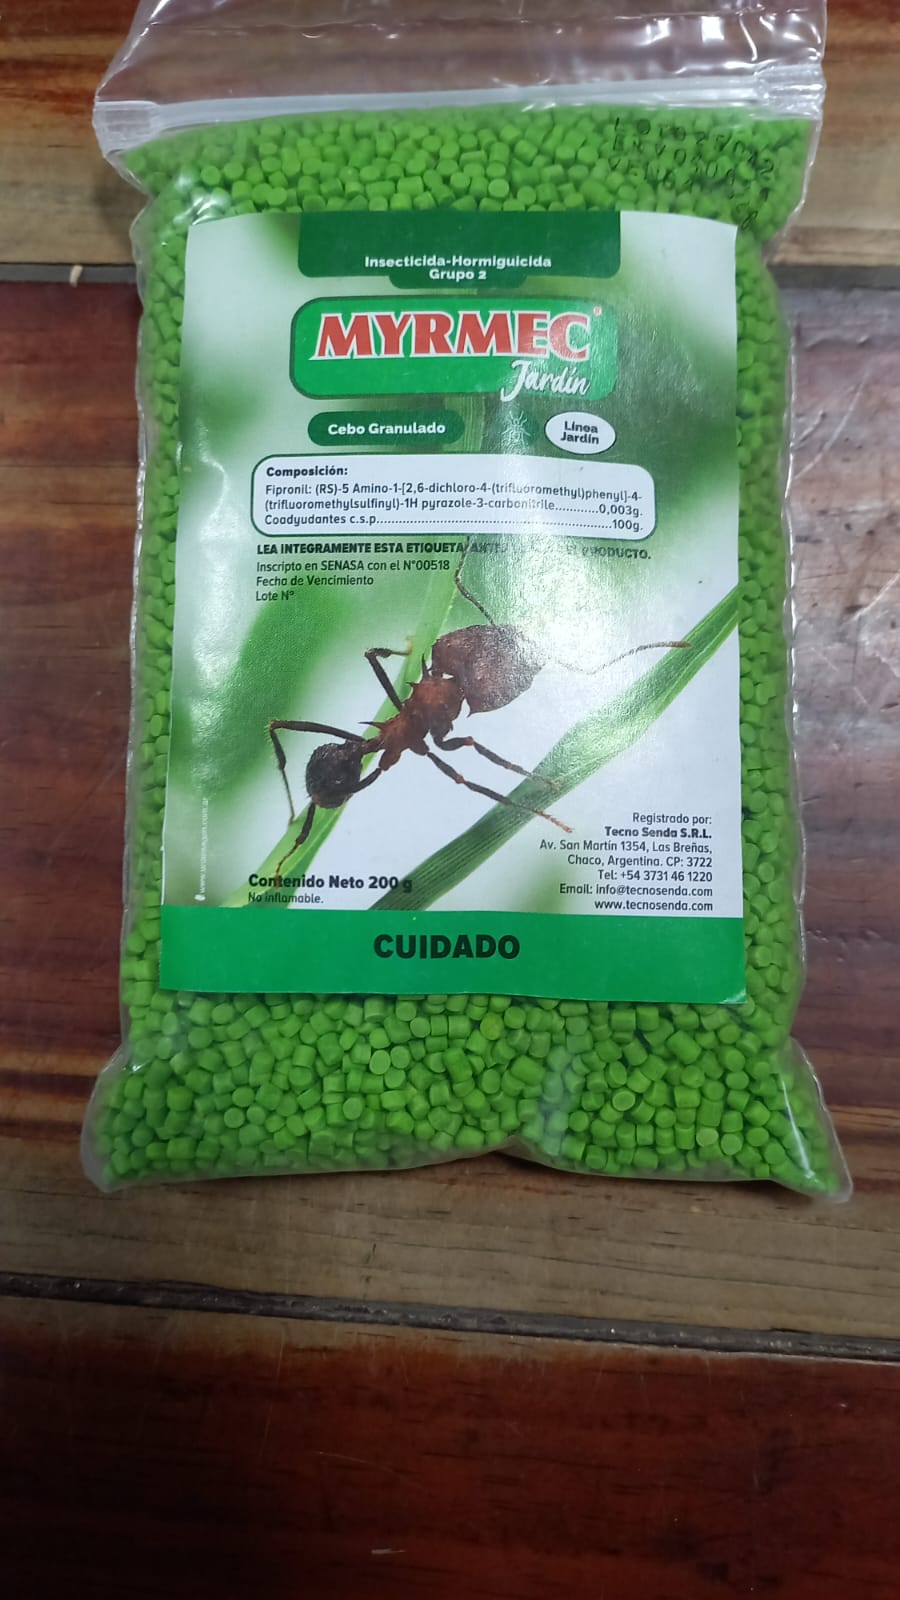 Insecticida-Hormiguicida
Grupo 2
MYRMEC®
Jardín
Cebo Granulado
Línea
Jardín
Composición:
Fipronil: (RS)-5 Amino-1-[2,6-dichloro-4-(trifluoromethyl)phenyl]-4-
(trifluoromethylsulfinyl)-1H pyrazole-3-carbonitrile...........0,003g.
Coadyudantes c.s.p.......................................................100g.
LEA INTEGRAMENTE ESTA ETIQUETA PRODUCTO.
Inscripto en SENASA con el N°00518
Fecha de Vencimiento
Lote N°
Registrado por:
Tecno Senda S.R.L.
Av. San Martín 1354, Las Breñas,
Chaco, Argentina. CP: 3722
Tel: +54 3731 46 1220
Email: info@tecnosenda.com
www.tecnosenda.com
Contenido Neto 200 g
No inflamable.
CUIDADO